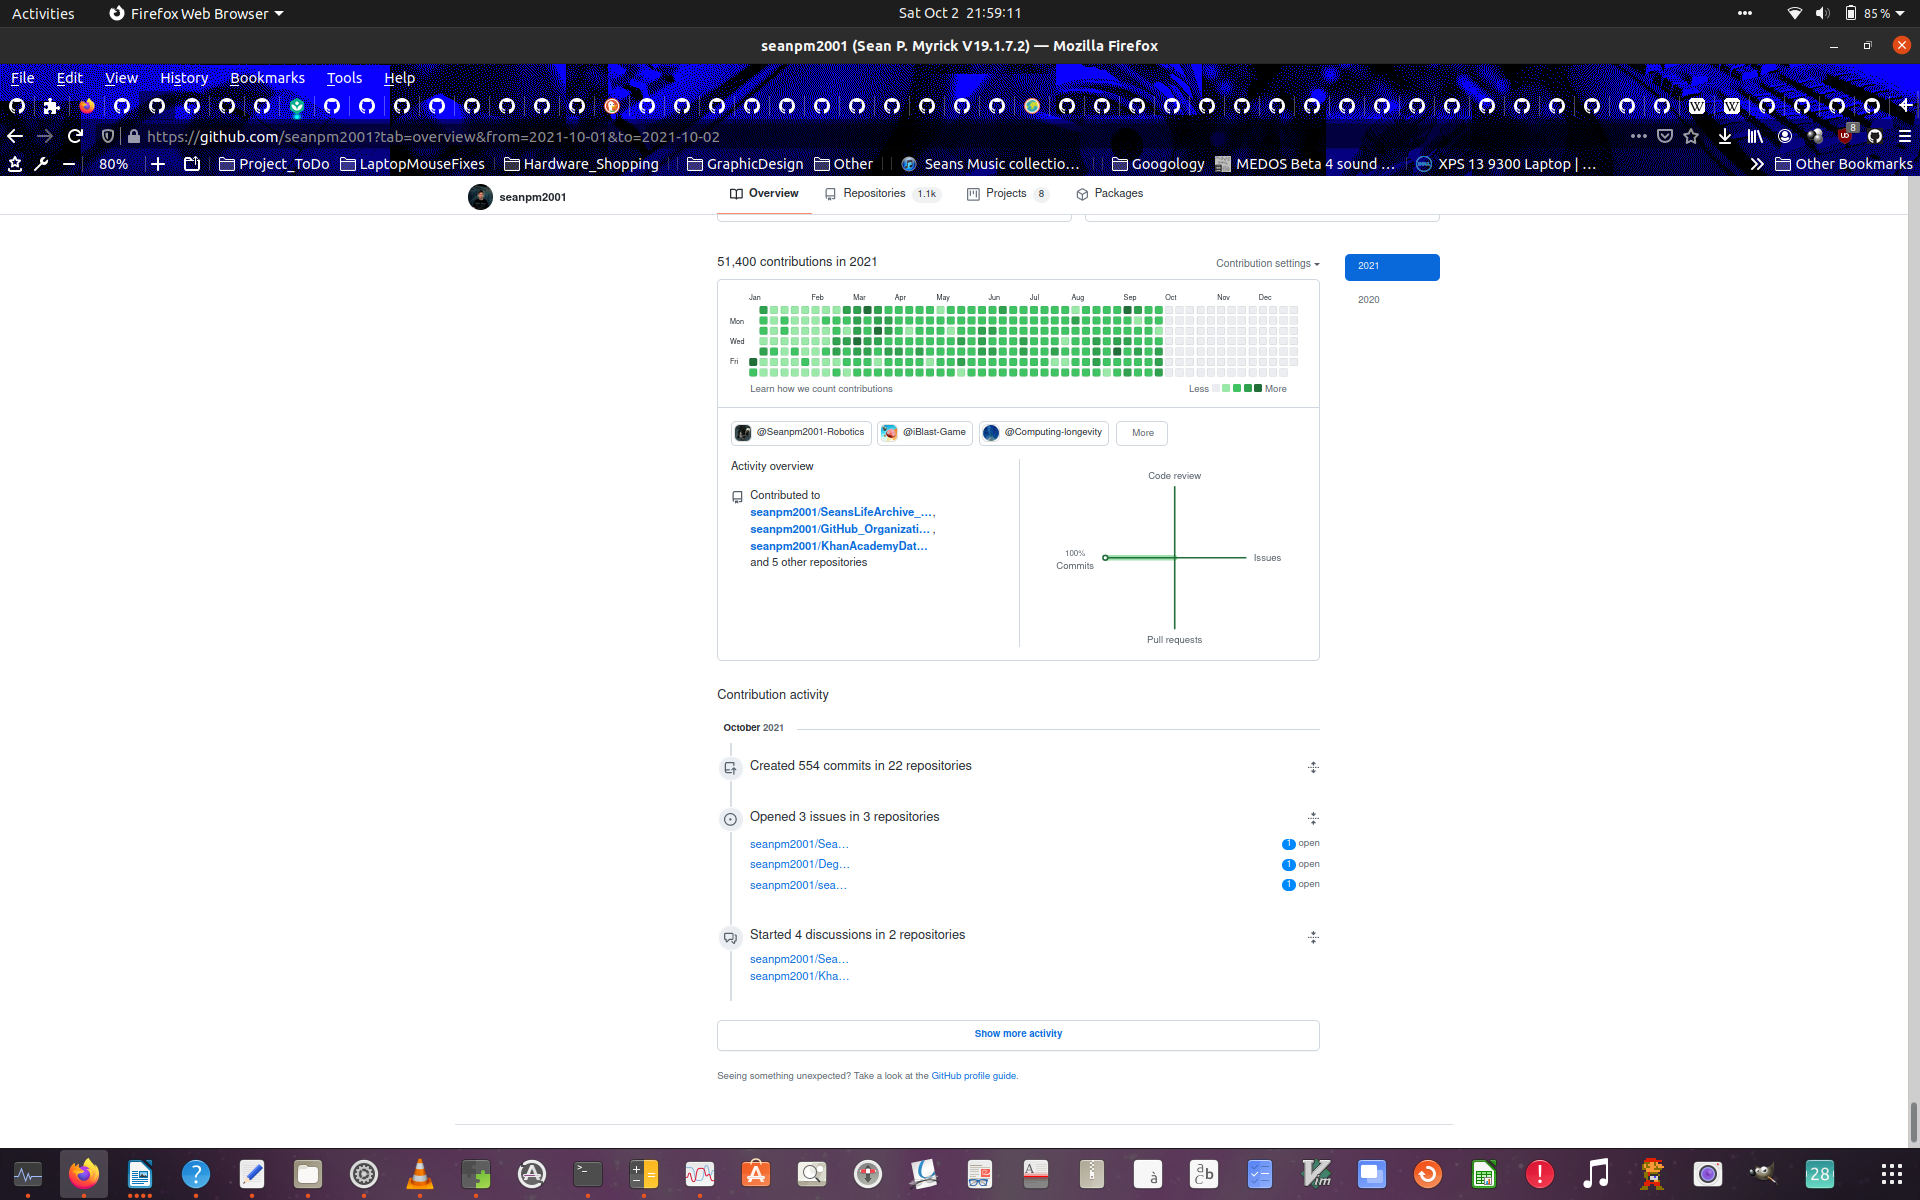 Activities Firefox Web Browser Sat Oct 2 21:59:11 85 %
seanpm2001 (Sean P. Myrick V19.1.7.2) — Mozilla Firefox
File Edit View History Bookmarks Tools Help
https://github.com/seanpm2001?tab=overview&from=2021-10-01&to=2021-10-02 8
80% Project_ToDo LaptopMouseFixes Hardware_Shopping GraphicDesign Other Seans Music collectio… Googology MEDOS Beta 4 sound … XPS 13 9300 Laptop | … Other Bookmarks
seanpm2001 Overview Repositories 1.1k Projects 8 Packages
51,400 contributions in 2021 Contribution settings 2021
2020
Jan Feb Mar Apr May Jun Jul Aug Sep Oct Nov Dec
Mon
Wed
Fri
Learn how we count contributions Less More
@Seanpm2001-Robotics @iBlast-Game @Computing-longevity More
Activity overview
Contributed to
seanpm2001/SeansLifeArchive_…,
seanpm2001/GitHub_Organizati… ,
seanpm2001/KhanAcademyDat…
and 5 other repositories
Code review
100%
Commits
Issues
Pull requests
Contribution activity
October 2021
Created 554 commits in 22 repositories
Opened 3 issues in 3 repositories
seanpm2001/Sea… 1 open
seanpm2001/Deg… 1 open
seanpm2001/sea… 1 open
Started 4 discussions in 2 repositories
seanpm2001/Sea…
seanpm2001/Kha…
Show more activity
Seeing something unexpected? Take a look at the GitHub profile guide.
28